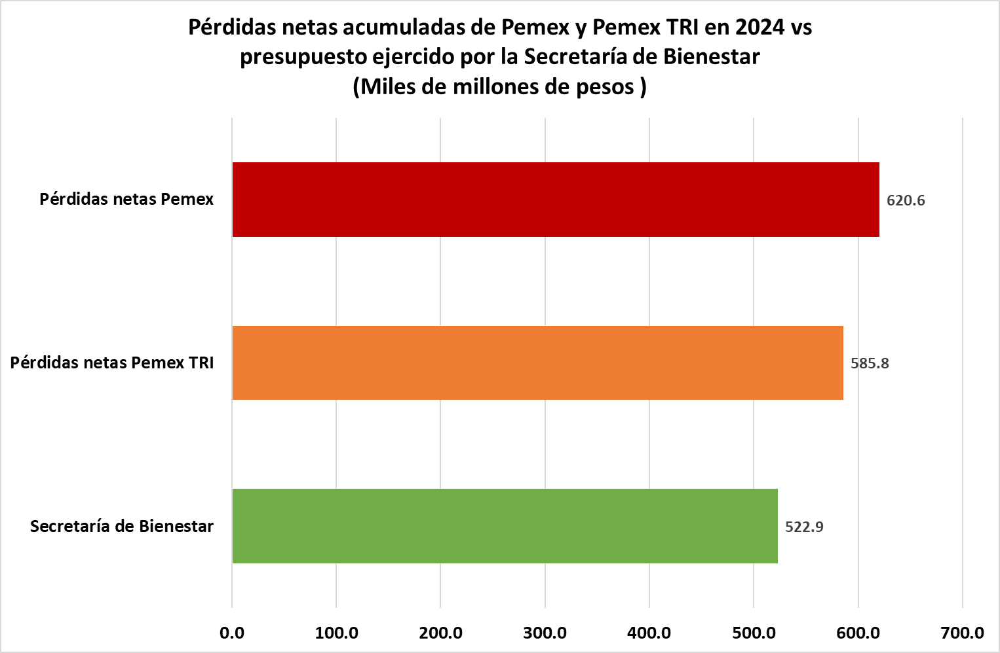 Pérdidas netas acumuladas de Pemex y Pemex TRI en 2024 vs
presupuesto ejercido por la Secretaría de Bienestar
(Miles de millones de pesos )
Pérdidas netas Pemex
620.6
Pérdidas netas Pemex TRI
585.8
Secretaría de Bienestar
522.9
0.0 100.0 200.0 300.0 400.0 500.0 600.0 700.0